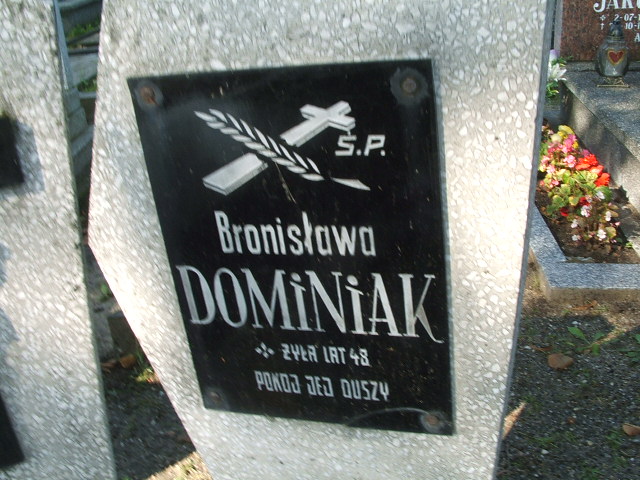 Ś.P.
Bronisława
DOMiNiAK
ŻYŁA LAT 48
POKÓJ JEJ DUSZY